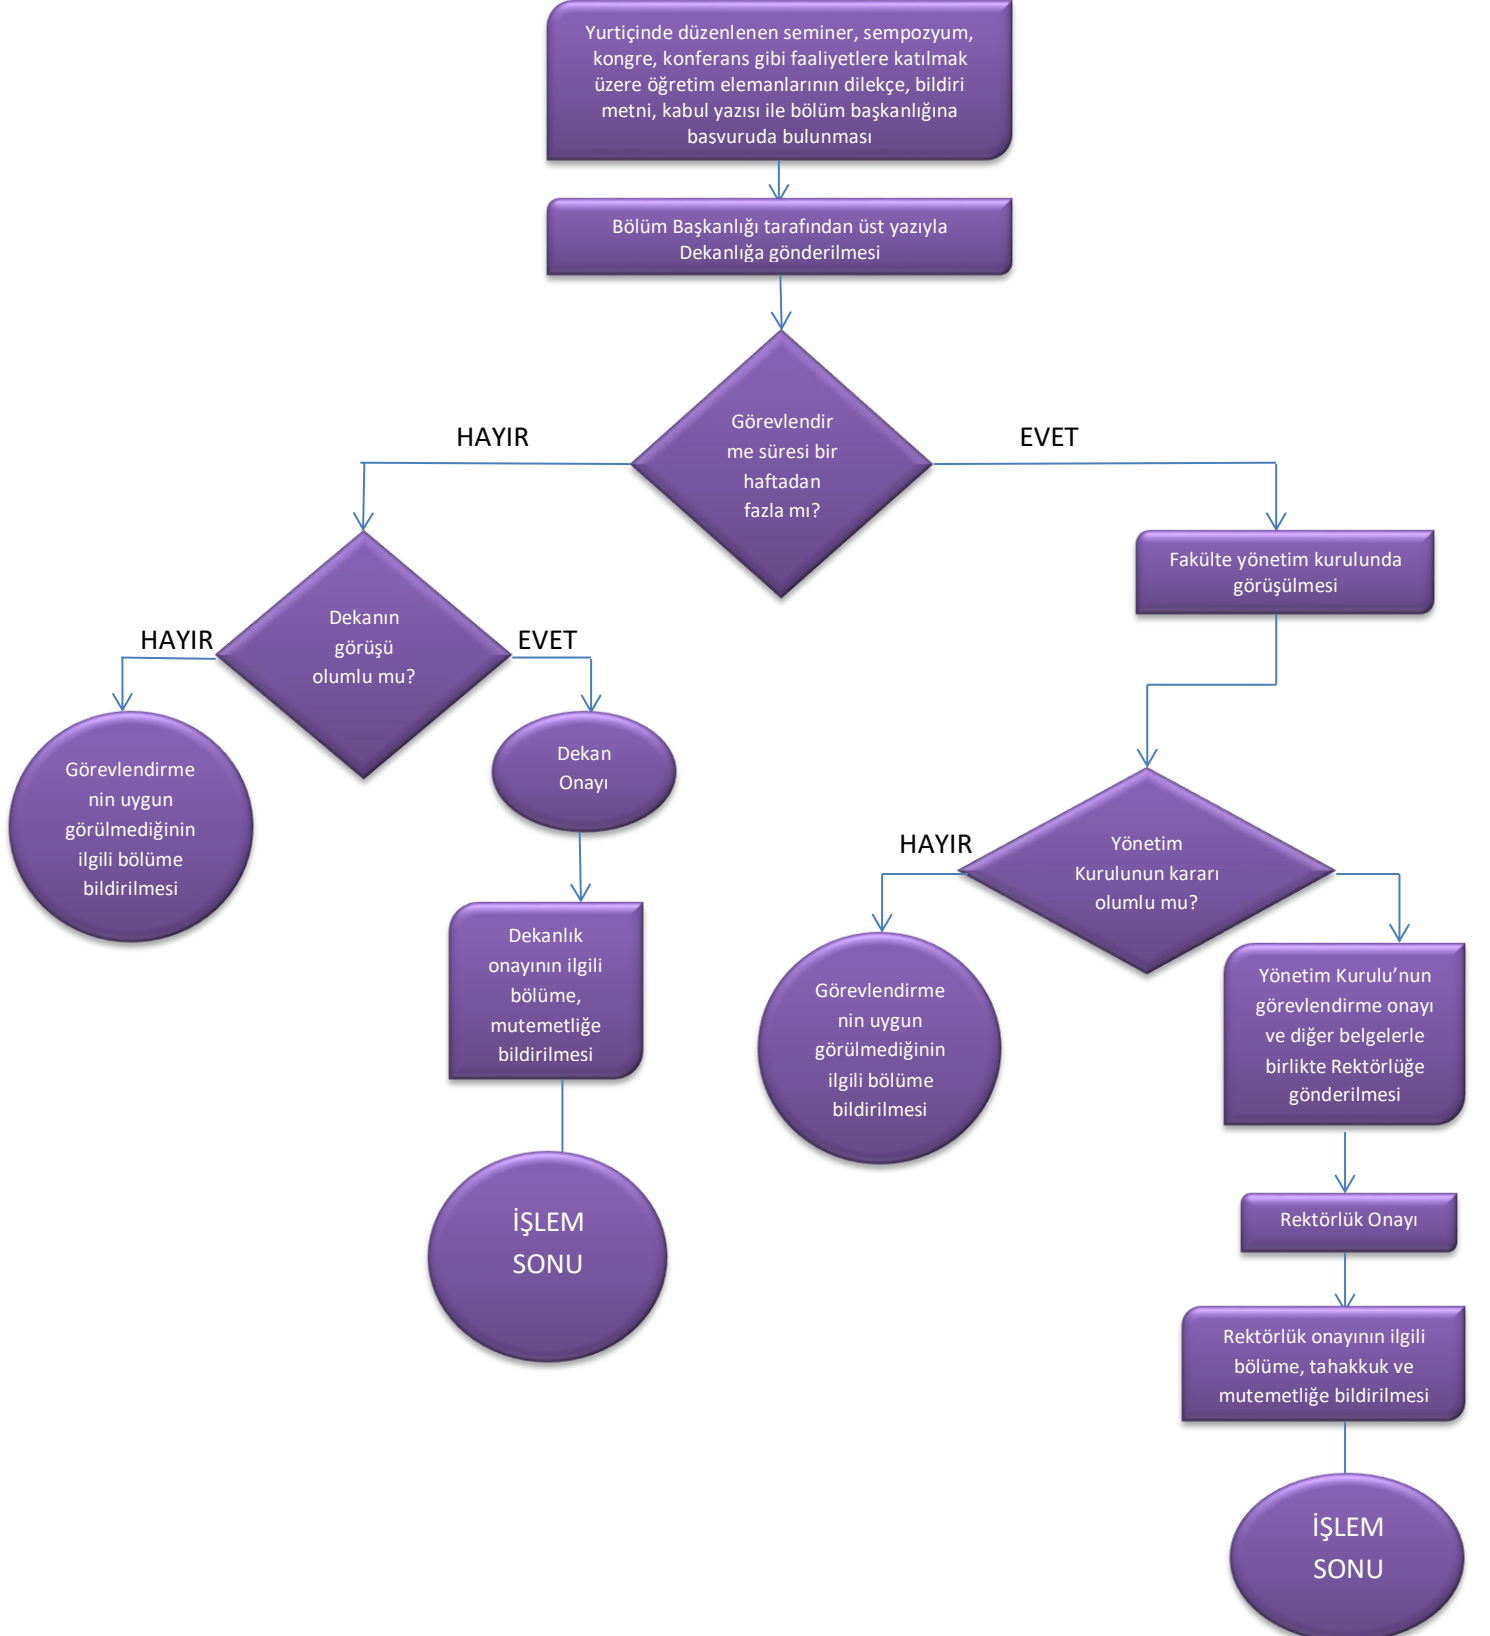 Yurtiçinde düzenlenen seminer, sempozyum,
kongre, konferans gibi faaliyetlere katılmak
üzere öğretim elemanlarının dilekçe, bildiri
metni, kabul yazısı ile bölüm başkanlığına
basvuruda bulunması
Bölüm Başkanlığı tarafından üst yazıyla
Dekanlığa gönderilmesi
Görevlendir
me süresi bir
haftadan
fazla mı?
HAYIR
EVET
Dekanın
görüşü
olumlu mu?
HAYIR
EVET
Görevlendirme
nin uygun
görülmediğinin
ilgili bölüme
bildirilmesi
Dekan
Onayı
Dekanlık
onayının ilgili
bölüme,
mutemetliğe
bildirilmesi
İŞLEM
SONU
Fakülte yönetim kurulunda
görüşülmesi
Yönetim
Kurulunun kararı
olumlu mu?
HAYIR
Görevlendirme
nin uygun
görülmediğinin
ilgili bölüme
bildirilmesi
Yönetim Kurulu’nun
görevlendirme onayı
ve diğer belgelerle
birlikte Rektörlüğe
gönderilmesi
Rektörlük Onayı
Rektörlük onayının ilgili
bölüme, tahakkuk ve
mutemetliğe bildirilmesi
İŞLEM
SONU